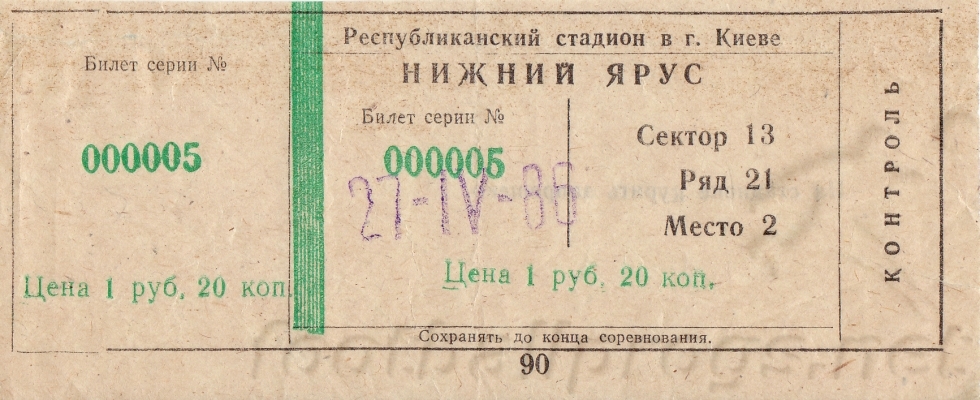 Билет серии №
000005
Цена 1 руб. 20 коп.
Республиканский стадион в г. Киеве
НИЖНИЙ ЯРУС
Билет серии №
000005
27-IV-86
Сектор 13
Ряд 21
Место 2
Цена 1 руб. 20 коп.
Сохранять до конца соревнования.
90
КОНТРОЛЬ